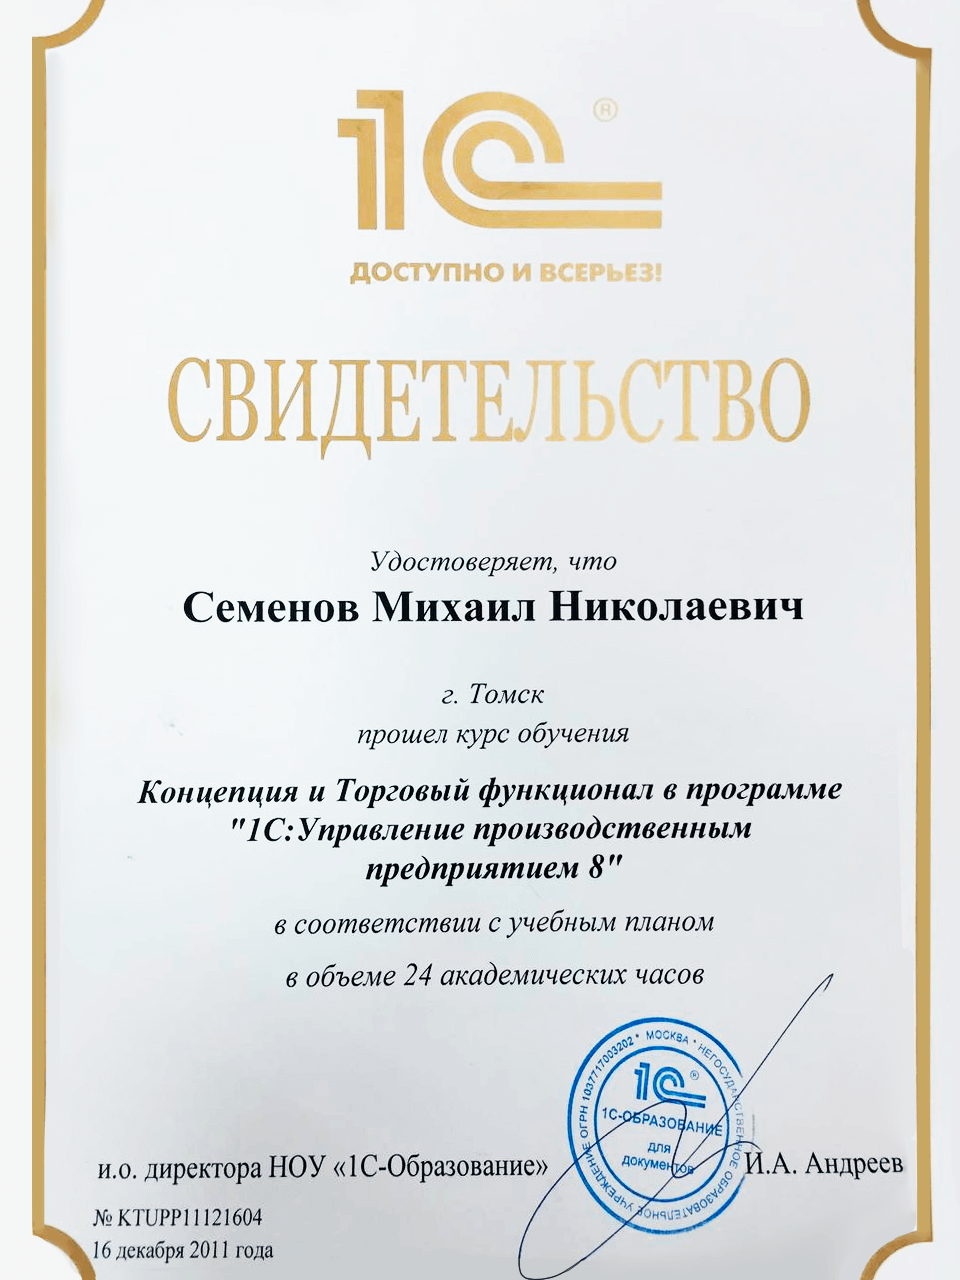 1С®
ДОСТУПНО И ВСЕРЬЕЗ!
СВИДЕТЕЛЬСТВО
Удостоверяет, что
Семенов Михаил Николаевич
г. Томск
прошел курс обучения
Концепция и Торговый функционал в программе
"1С:Управление производственным
предприятием 8"
в соответствии с учебным планом
в объеме 24 академических часов
МОСКВА * НЕГОСУДАРСТВЕННОЕ ОБРАЗОВАТЕЛЬНОЕ УЧРЕЖДЕНИЕ ОГРН 1037717003202 *
1С®
1С-ОБРАЗОВАНИЕ
для
документов
и.о. директора НОУ «1С-Образование»
И.А. Андреев
№ KTUPP11121604
16 декабря 2011 года